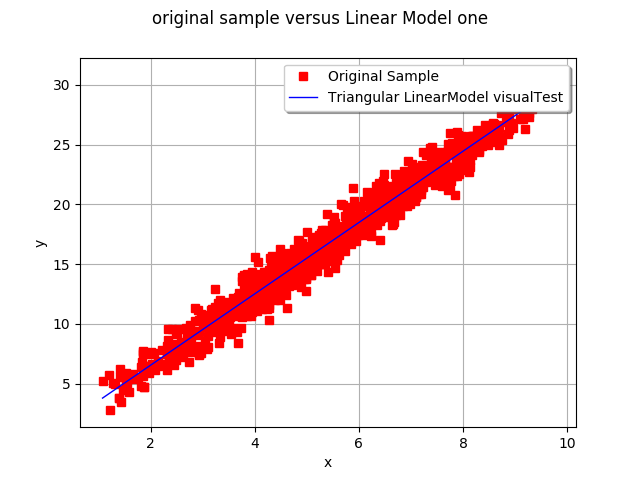 original sample versus Linear Model one
Original Sample
Triangular LinearModel visualTest
30
25
20
15
10
5
y
2 4 6 8 10
x